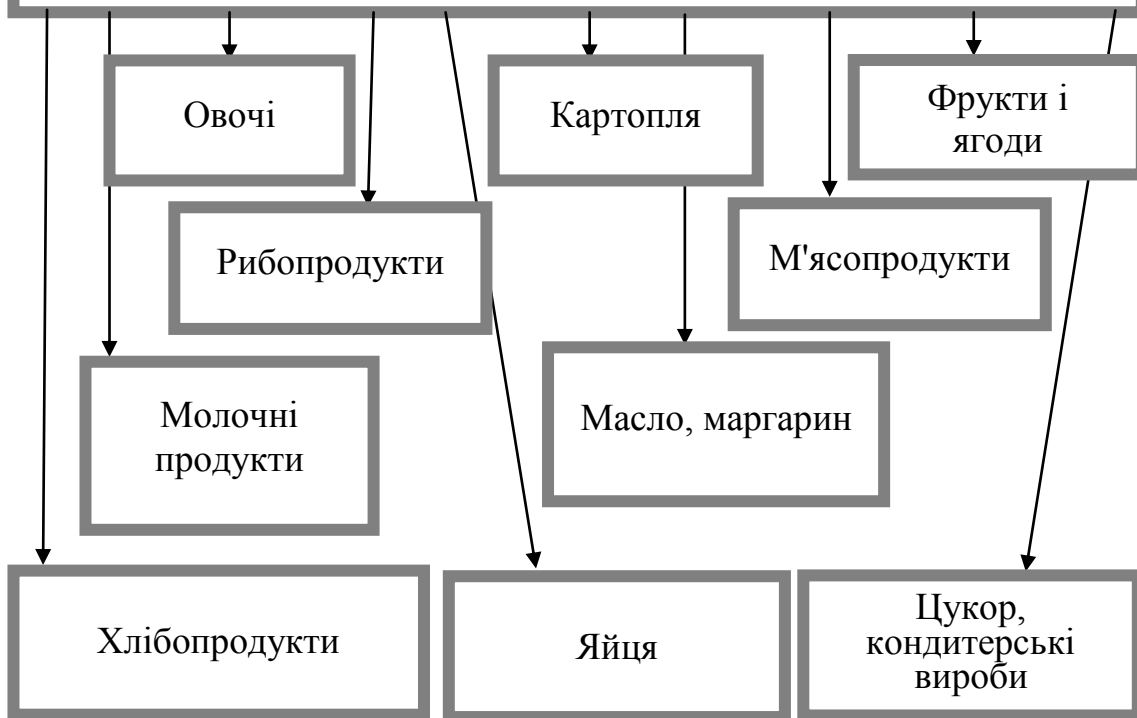 Овочі
Картопля
Фрукти і
ягоди
Рибопродукти
М'ясопродукти
Молочні
продукти
Масло, маргарин
Хлібопродукти
Яйця
Цукор,
кондитерські
вироби